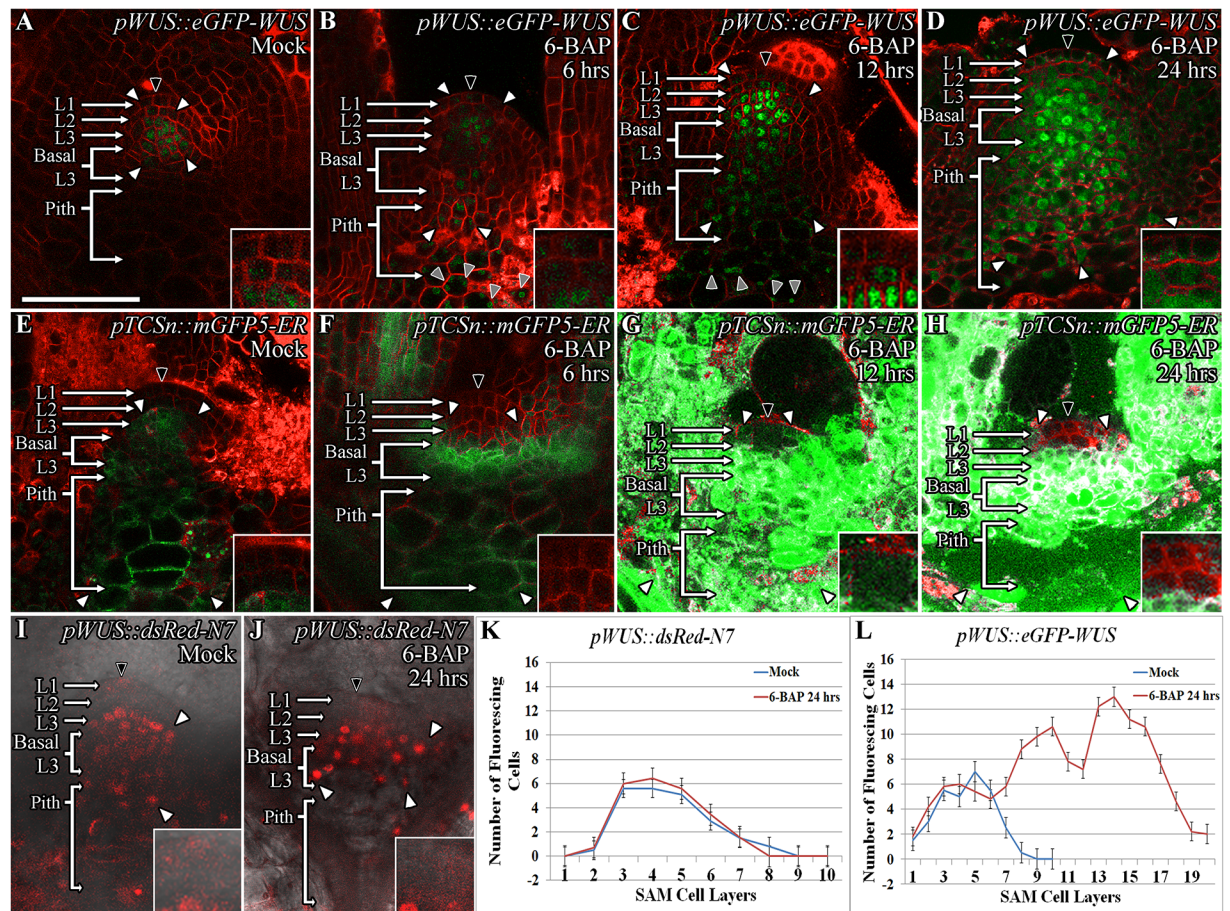 A
pWUS::eGFP-WUS
Mock
L1
L2
L3
Basal
L3
Pith
B
pWUS::eGFP-WUS
6-BAP
6 hrs
L1
L2
L3
Basal
L3
Pith
C
pWUS::eGFP-WUS
6-BAP
12 hrs
L1
L2
L3
Basal
L3
Pith
D
pWUS::eGFP-WUS
6-BAP
24 hrs
L1
L2
L3
Basal
L3
Pith
E
pTCSn::mGFP5-ER
Mock
L1
L2
L3
Basal
L3
Pith
F
pTCSn::mGFP5-ER
6-BAP
6 hrs
L1
L2
L3
Basal
L3
Pith
G
pTCSn::mGFP5-ER
6-BAP
12 hrs
L1
L2
L3
Basal
L3
Pith
H
pTCSn::mGFP5-ER
6-BAP
24 hrs
L1
L2
L3
Basal
L3
Pith
I
pWUS::dsRed-N7
Mock
L1
L2
L3
Basal
L3
Pith
J
pWUS::dsRed-N7
6-BAP
24 hrs
L1
L2
L3
Basal
L3
Pith
K
pWUS::dsRed-N7
Number of Fluorescing
Cells
16
14
12
10
8
6
4
2
0
-2
Mock
6-BAP 24 hrs
1 2 3 4 5 6 7 8 9 10
SAM Cell Layers
L
pWUS::eGFP-WUS
Number of Fluorescing Cells
16
14
12
10
8
6
4
2
0
-2
Mock
6-BAP 24 hrs
1 3 5 7 9 11 13 15 17 19
SAM Cell Layers